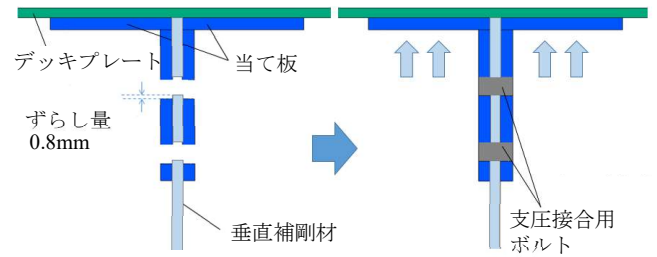 デッキプレート
当て板
ずらし量
0.8mm
垂直補剛材
支圧接合用
ボルト